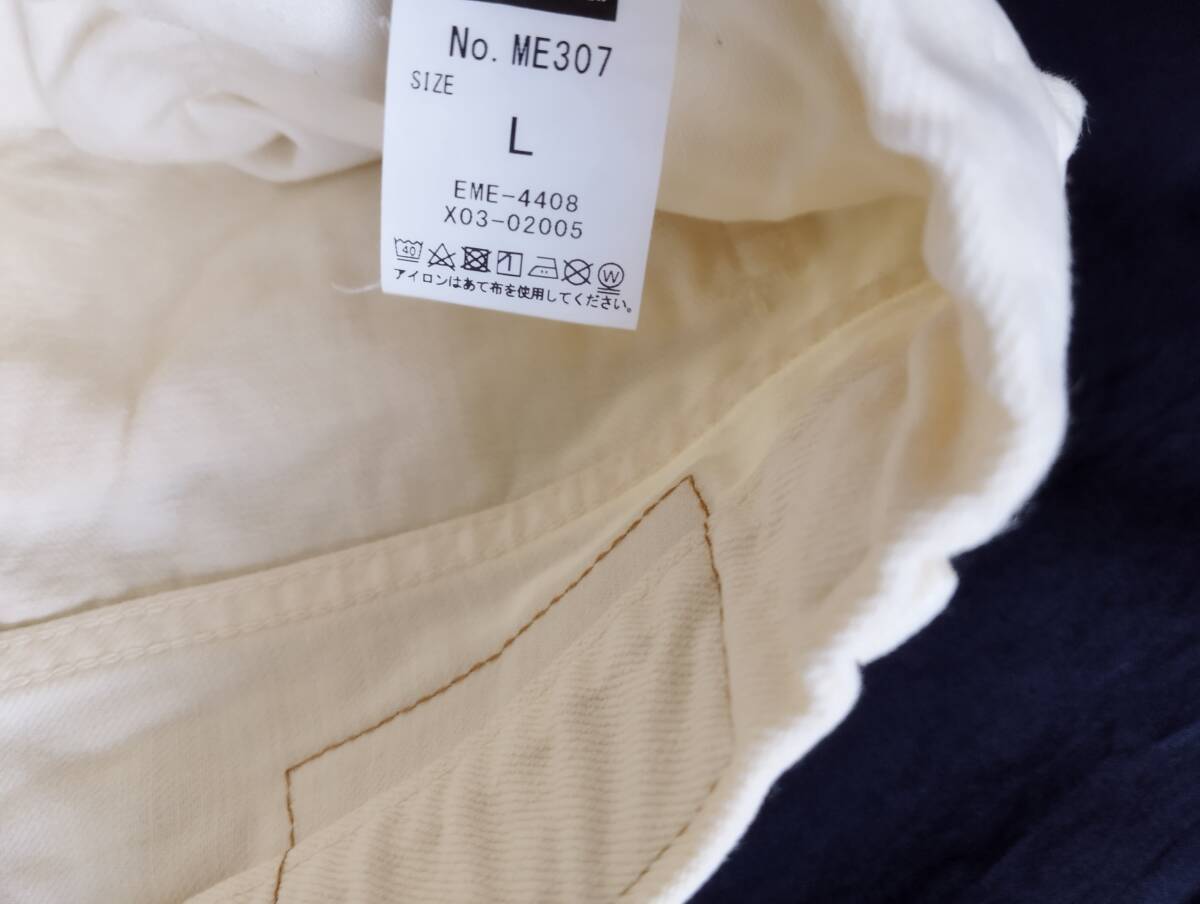 No. ME307
SIZE
L
EME-4408
X03-02005
40 W
アイロンはあて布を使用してください。